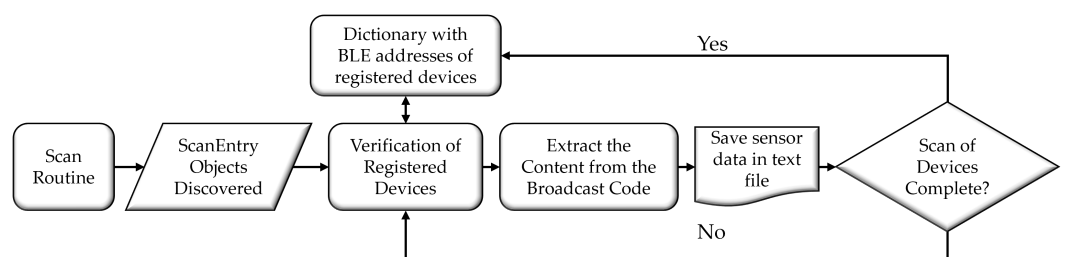 Dictionary with
BLE addresses of
registered devices
Yes
Scan
Routine
ScanEntry
Objects
Discovered
Verification of
Registered
Devices
Extract the
Content from the
Broadcast Code
Save sensor
data in text
file
Scan of
Devices
Complete?
No